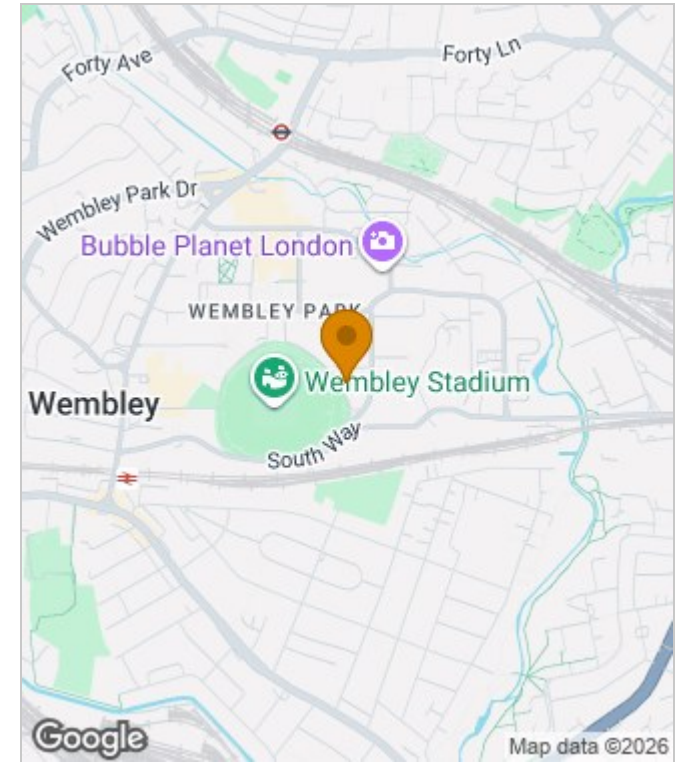 Forty Ave
Forty Ln
Wembley Park Dr
Bubble Planet London
WEMBLEY PARK
Wembley Stadium
Wembley
South Way
Google
Map data ©2026